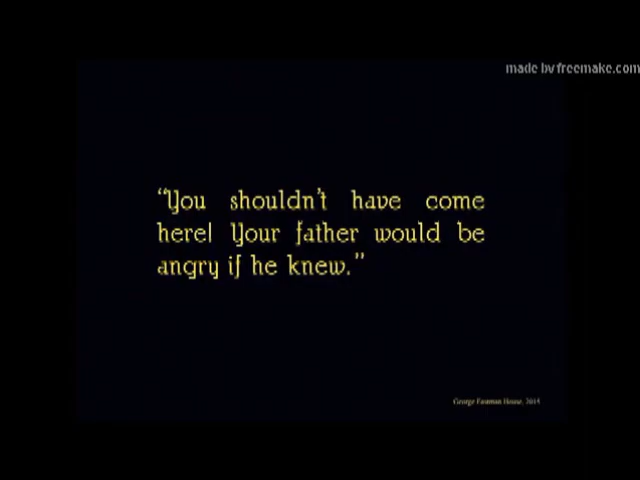 made by freemake.com
“You shouldn't have come
here! Your father would be
angry if he knew.”
George Eastman House, 2015